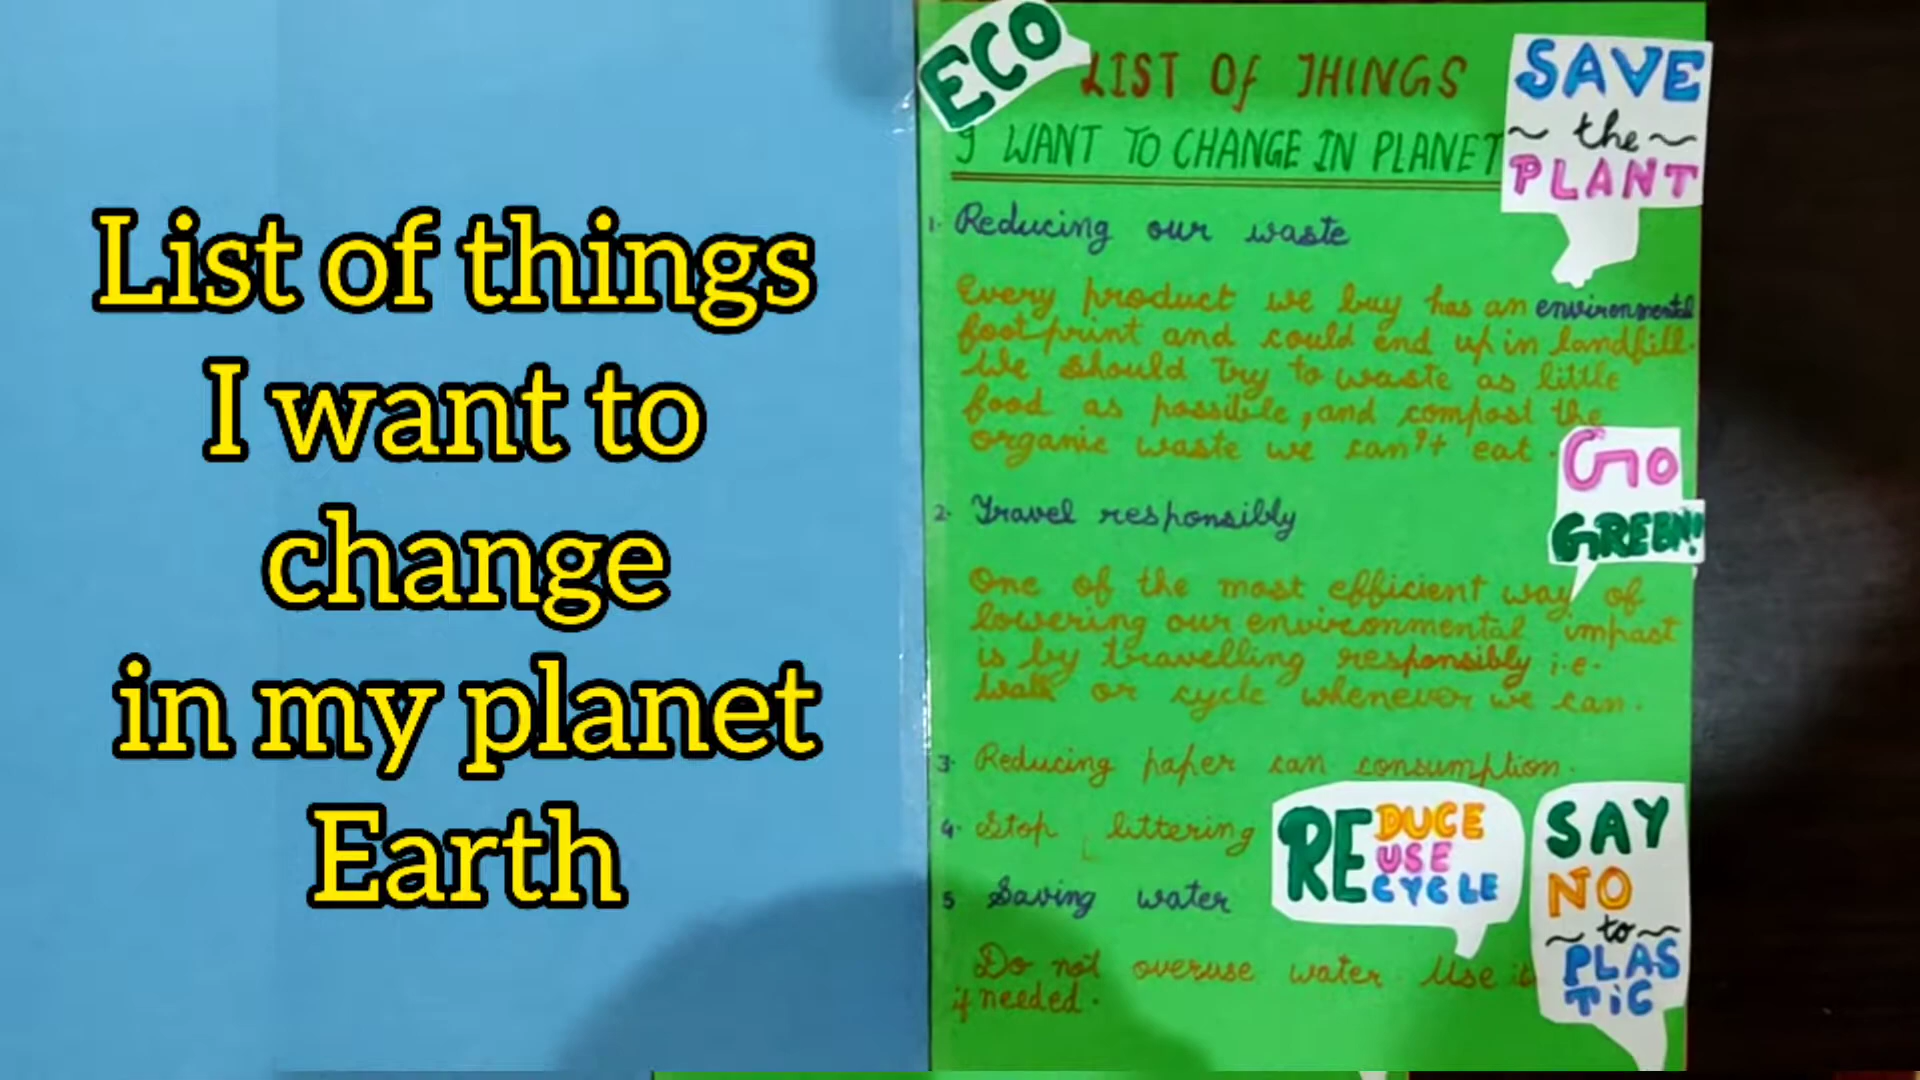 List of things
I want to
change
in my planet
Earth
ECO
LIST OF THINGS
I WANT TO CHANGE IN PLANET
SAVE
the
PLANT
1. Reducing our waste
Every product we buy has an environmental
footprint and could end up in landfill.
We should try to waste as little
food as possible, and compost the
organic waste we can't eat.
GO
GREEN!
2. Travel responsibly
One of the most efficient way of
lowering our environmental impact
is by travelling responsibly i.e.
walk or cycle whenever we can.
3. Reducing paper can consumption.
4. Stop littering
REDUCE
USE
CYCLE
5 Saving water
Do not overuse water. Use it
if needed.
SAY
NO
to
PLAS
TiC